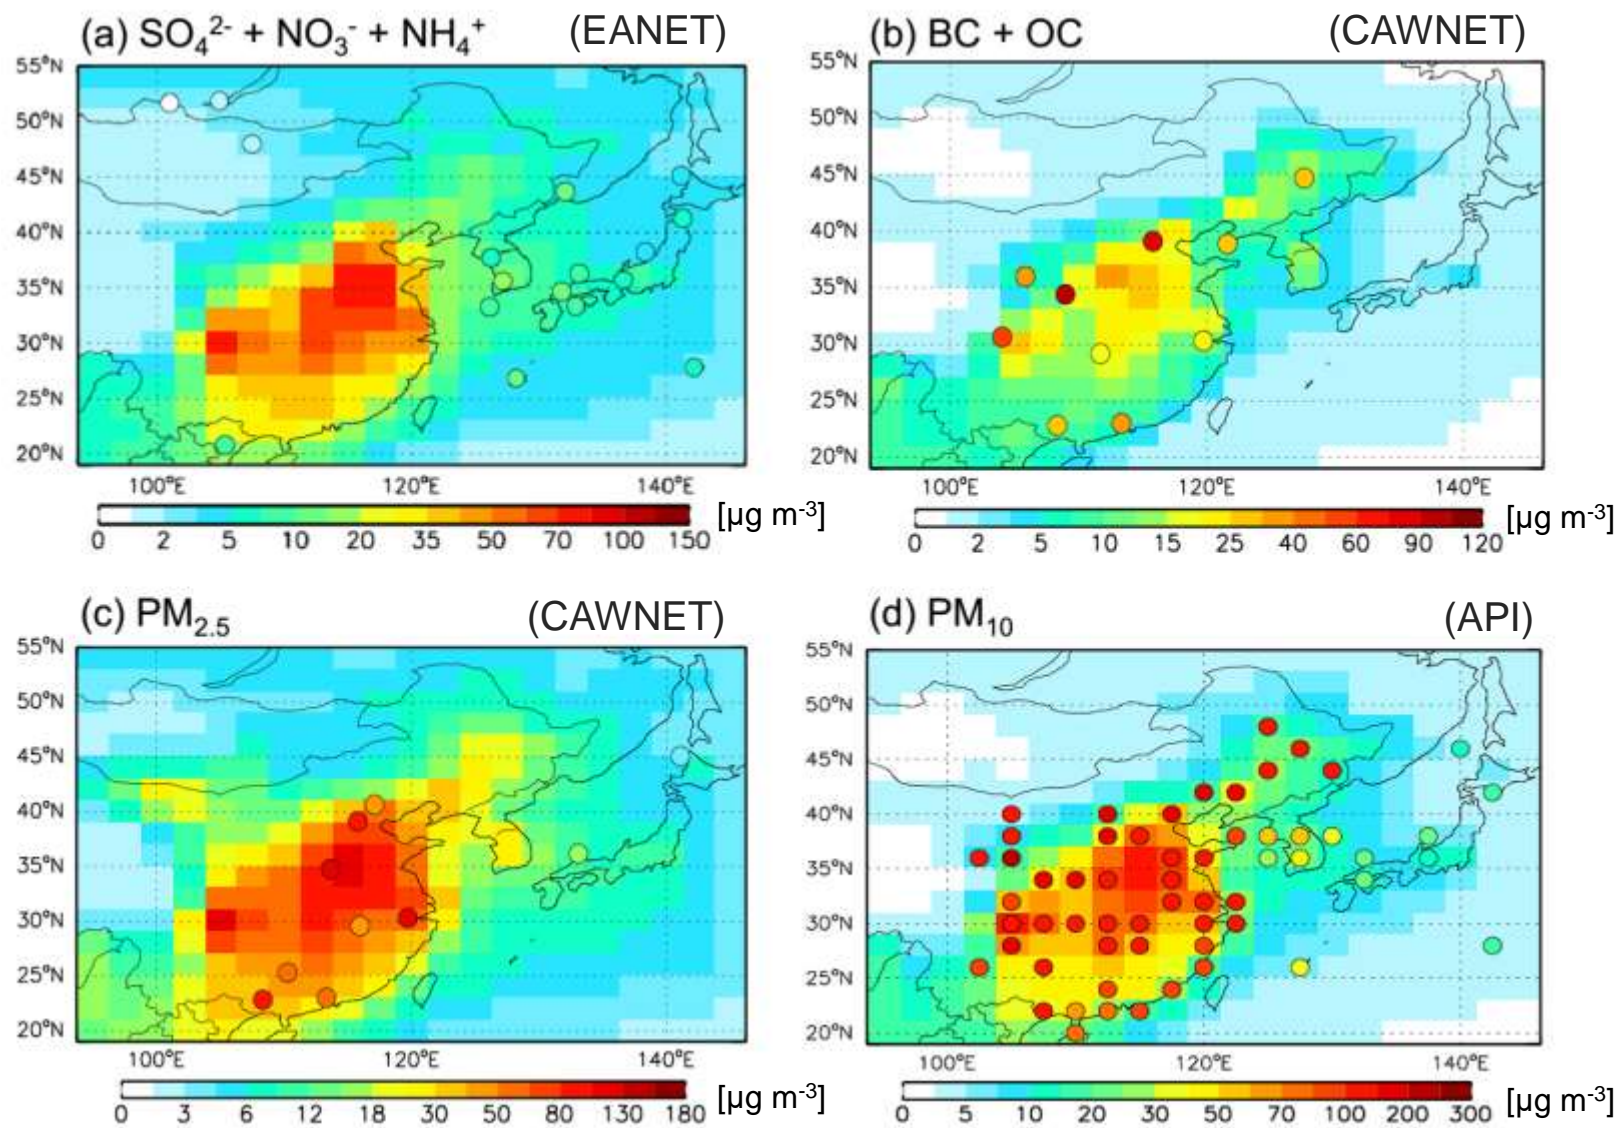 (a) SO₄²⁻ + NO₃⁻ + NH₄⁺ (EANET)
55°N
50°N
45°N
40°N
35°N
30°N
25°N
20°N
100°E 120°E 140°E
0 2 5 10 20 35 50 70 100 150 [µg m⁻³]
(b) BC + OC (CAWNET)
55°N
50°N
45°N
40°N
35°N
30°N
25°N
20°N
100°E 120°E 140°E
0 2 5 10 15 25 40 60 90 120 [µg m⁻³]
(c) PM₂.₅ (CAWNET)
55°N
50°N
45°N
40°N
35°N
30°N
25°N
20°N
100°E 120°E 140°E
0 3 6 12 18 30 50 80 130 180 [µg m⁻³]
(d) PM₁₀ (API)
55°N
50°N
45°N
40°N
35°N
30°N
25°N
20°N
100°E 120°E 140°E
0 5 10 20 30 50 70 100 200 300 [µg m⁻³]